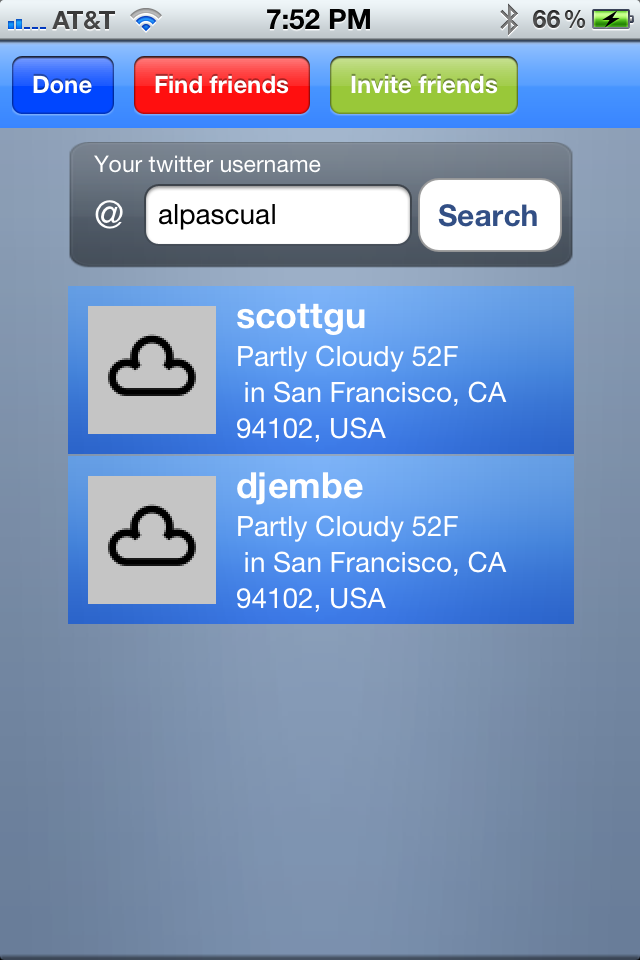 AT&T 7:52 PM 66%
Done Find friends Invite friends
Your twitter username
@ alpascual Search
scottgu
Partly Cloudy 52F
in San Francisco, CA
94102, USA
djembe
Partly Cloudy 52F
in San Francisco, CA
94102, USA